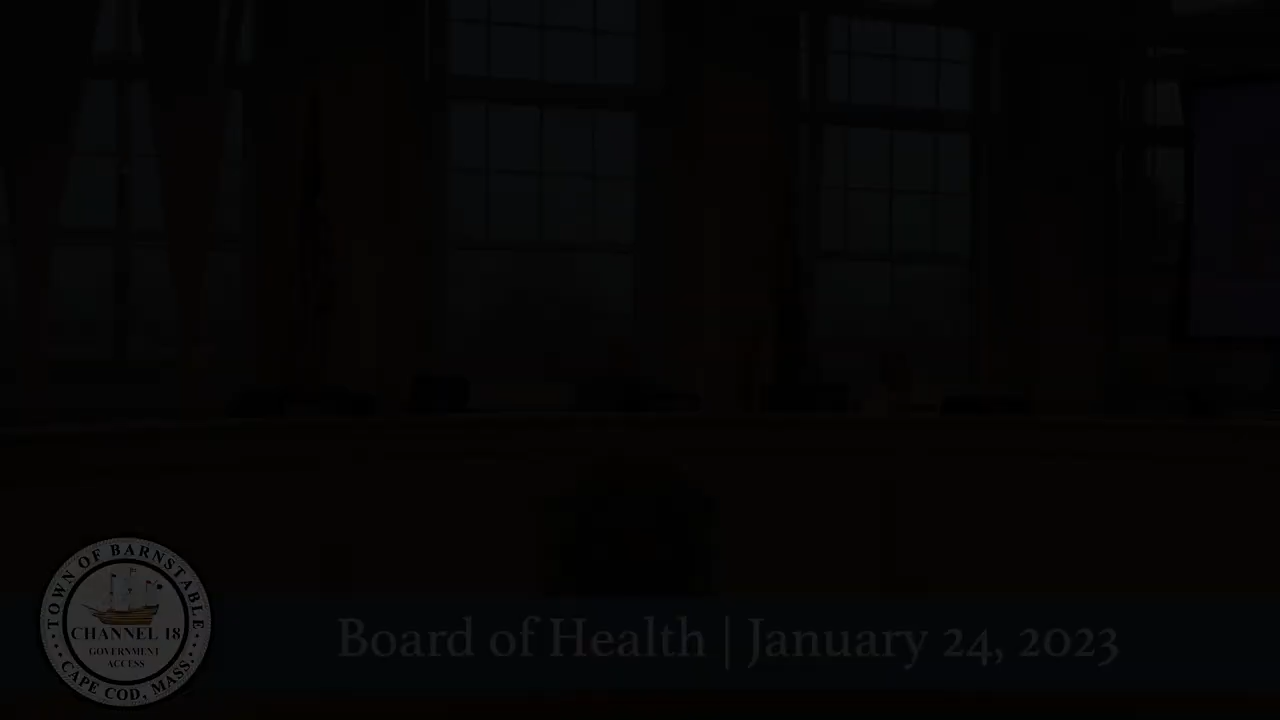 TOWN OF BARNSTABLE
CHANNEL 18
GOVERNMENT
ACCESS
CAPE COD, MASS.
Board of Health | January 24, 2023